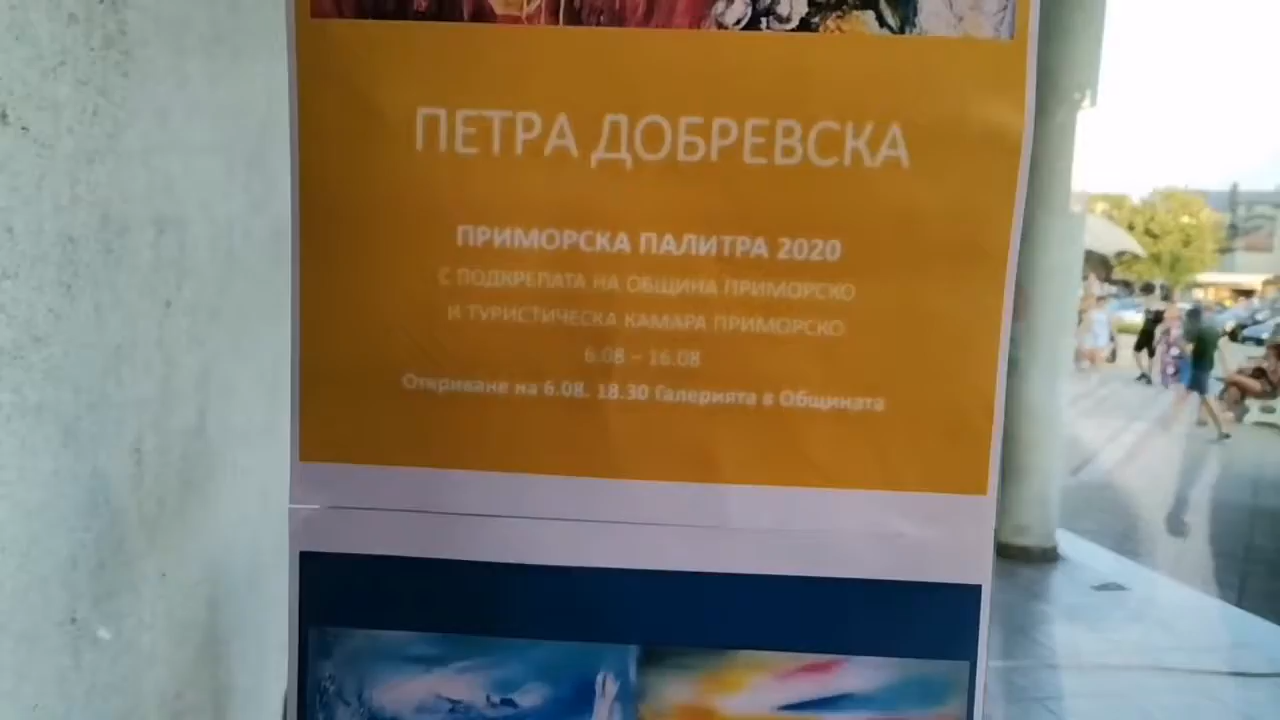 ПЕТРА ДОБРЕВСКА
ПРИМОРСКА ПАЛИТРА 2020
С ПОДКРЕПАТА НА ОБЩИНА ПРИМОРСКО
И ТУРИСТИЧЕСКА КАМАРА ПРИМОРСКО
6.08 – 16.08
Откриване на 6.08. 18.30 Галерията в Общината